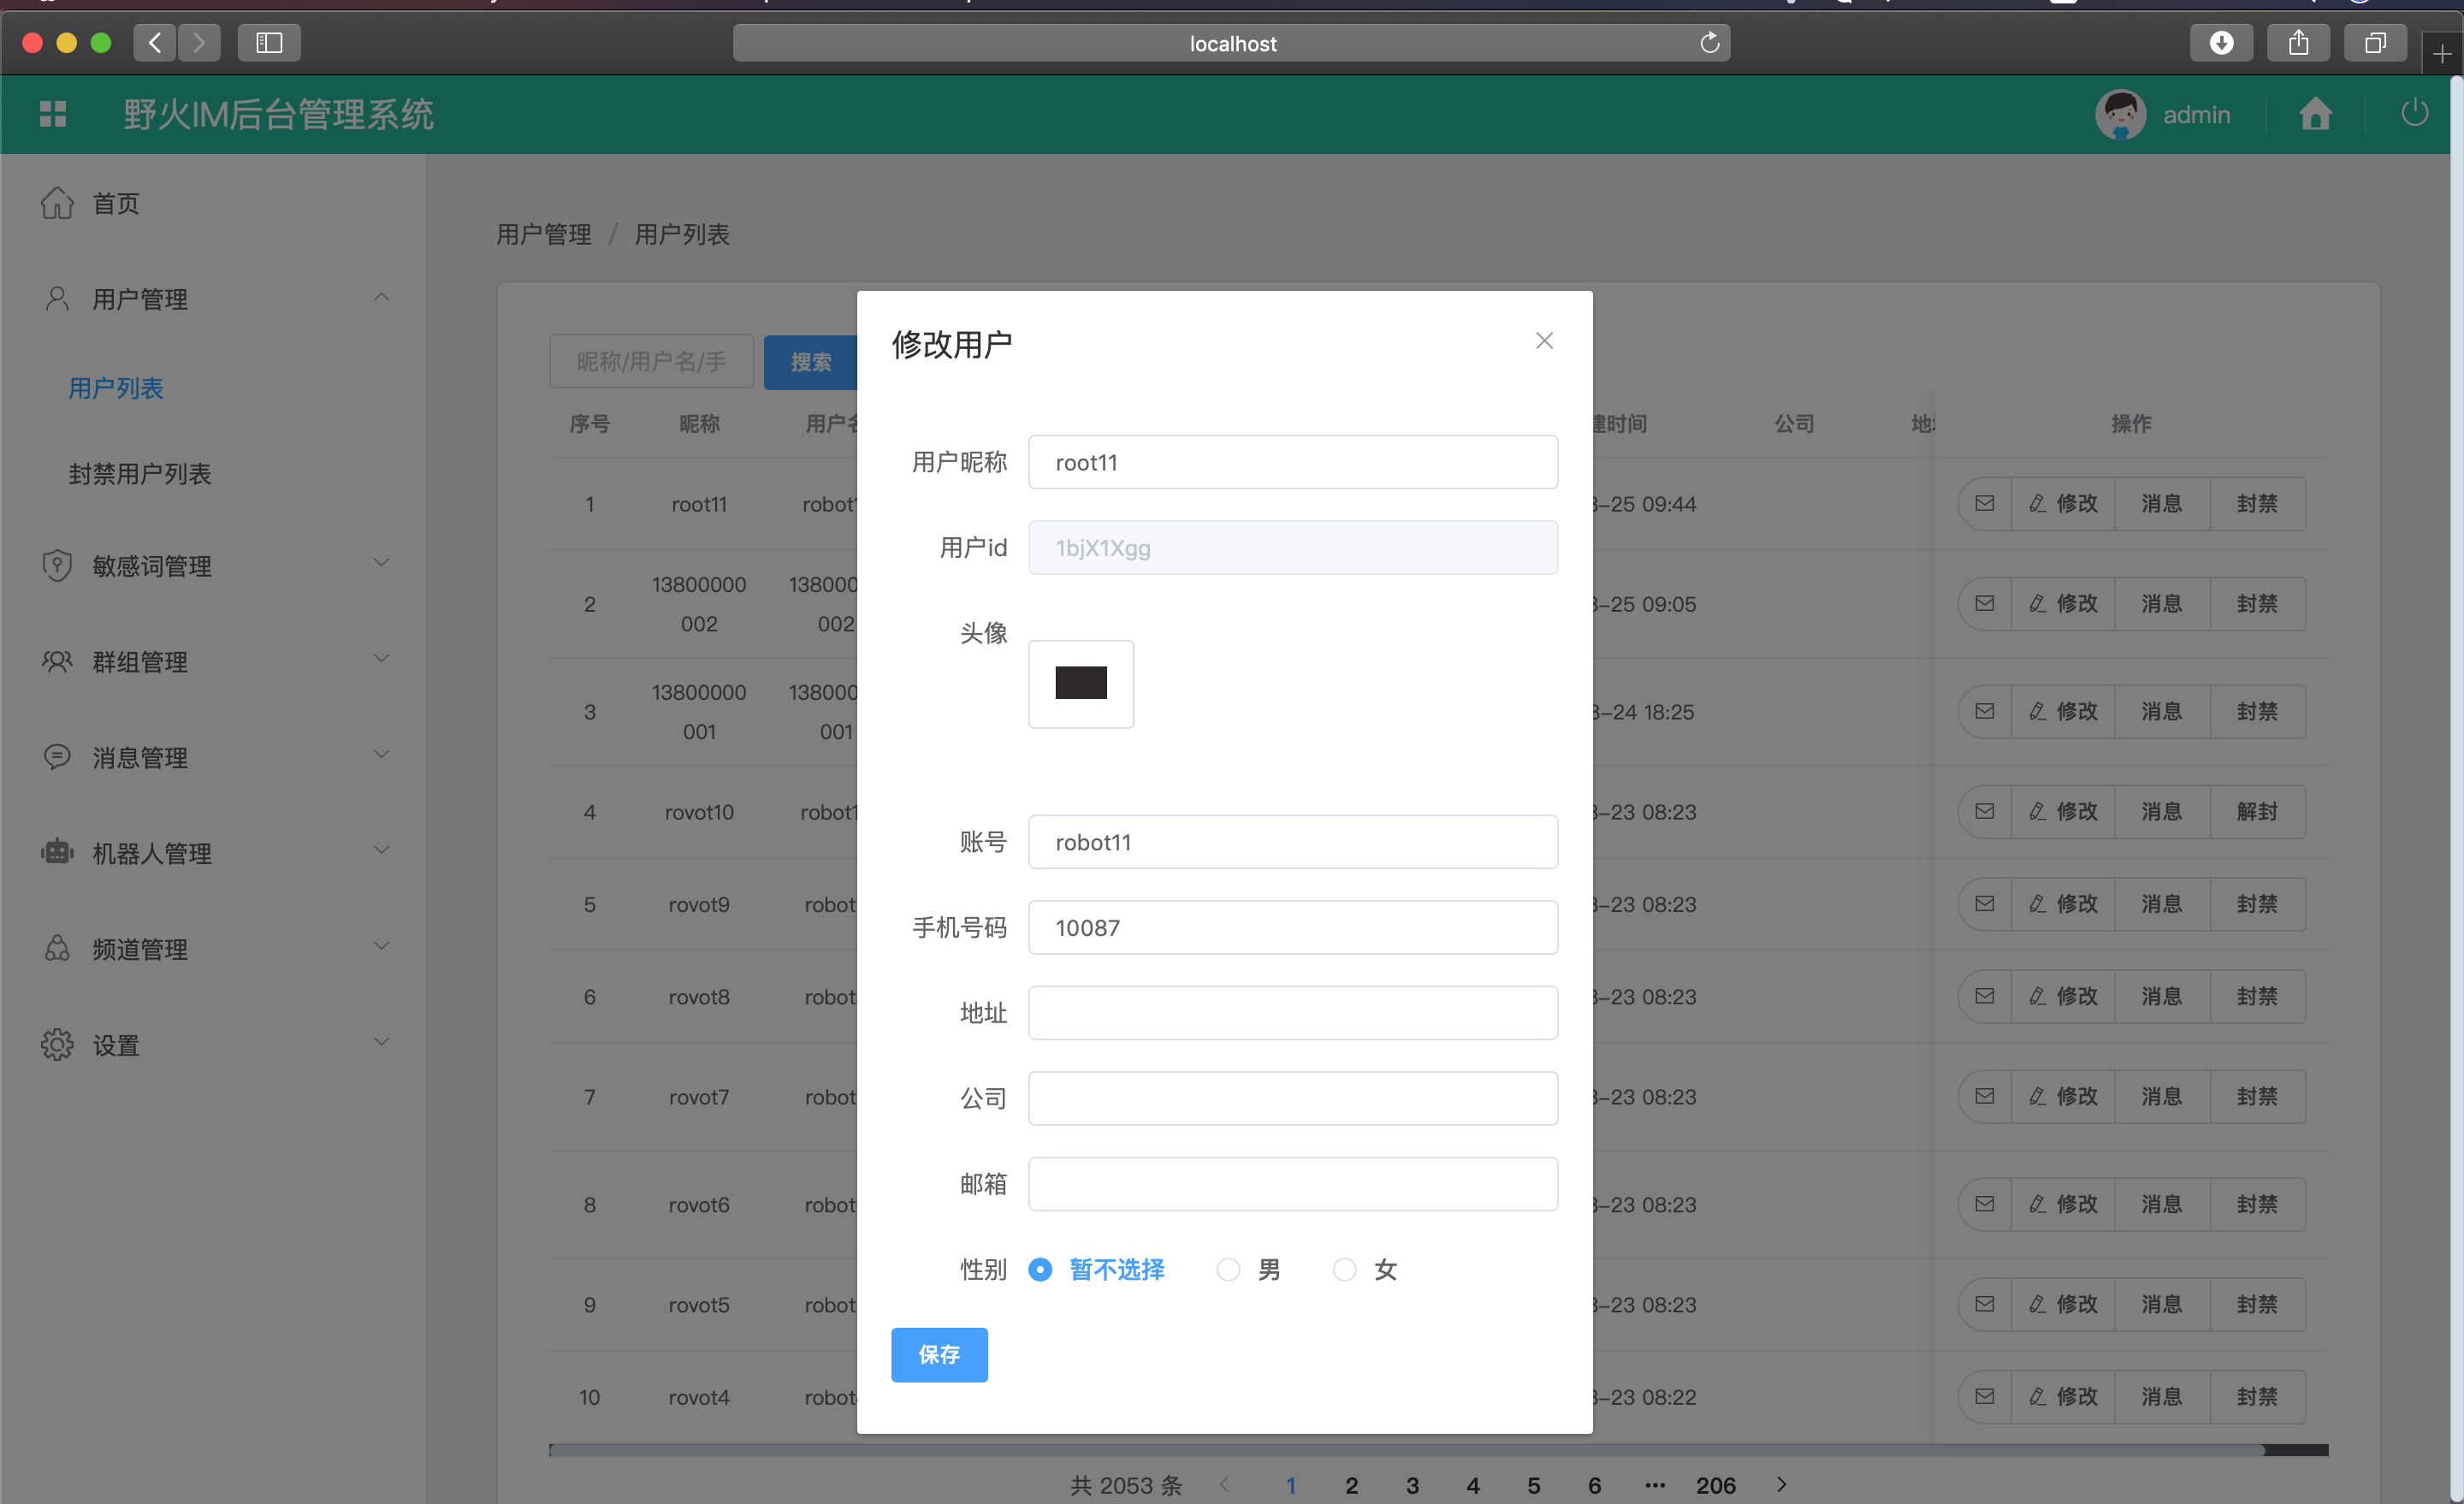 localhost
野火IM后台管理系统
admin
首页
用户管理
用户列表
封禁用户列表
敏感词管理
群组管理
消息管理
机器人管理
频道管理
设置
用户管理 / 用户列表
昵称/用户名/手
搜索
序号 昵称 用户名 建时间 公司 地址 操作
1 root11 robot1 3-25 09:44 修改 消息 封禁
2 13800000002 138000002 3-25 09:05 修改 消息 封禁
3 13800000001 138000001 3-24 18:25 修改 消息 封禁
4 rovot10 robot1 3-23 08:23 修改 消息 解封
5 rovot9 robot 3-23 08:23 修改 消息 封禁
6 rovot8 robot 3-23 08:23 修改 消息 封禁
7 rovot7 robot 3-23 08:23 修改 消息 封禁
8 rovot6 robot 3-23 08:23 修改 消息 封禁
9 rovot5 robot 3-23 08:23 修改 消息 封禁
10 rovot4 robot 3-23 08:22 修改 消息 封禁
共 2053 条 1 2 3 4 5 6 ··· 206
修改用户
用户昵称 root11
用户id 1bjX1Xgg
头像
账号 robot11
手机号码 10087
地址
公司
邮箱
性别 暂不选择 男 女
保存